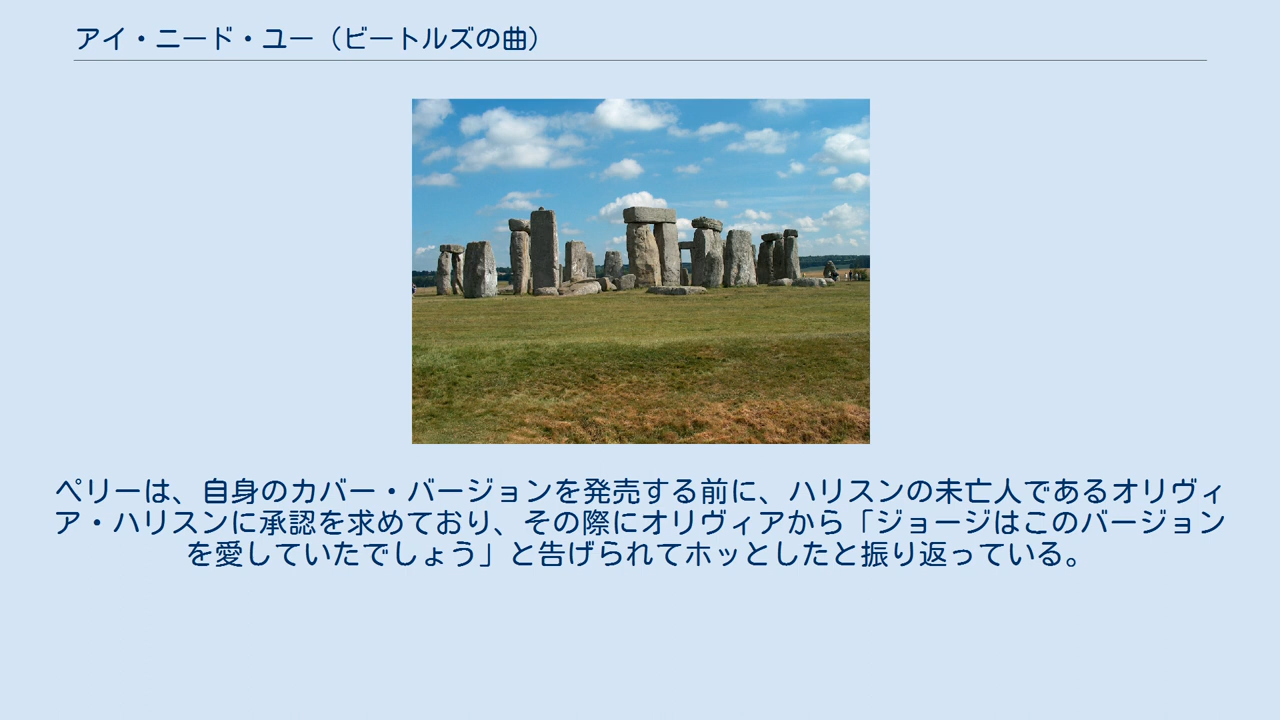 アイ・ニード・ユー（ビートルズの曲）
ペリーは、自身のカバー・バージョンを発売する前に、ハリスンの未亡人であるオリヴィ
ア・ハリスンに承認を求めており、その際にオリヴィアから「ジョージはこのバージョン
を愛していたでしょう」と告げられてホッとしたと振り返っている。